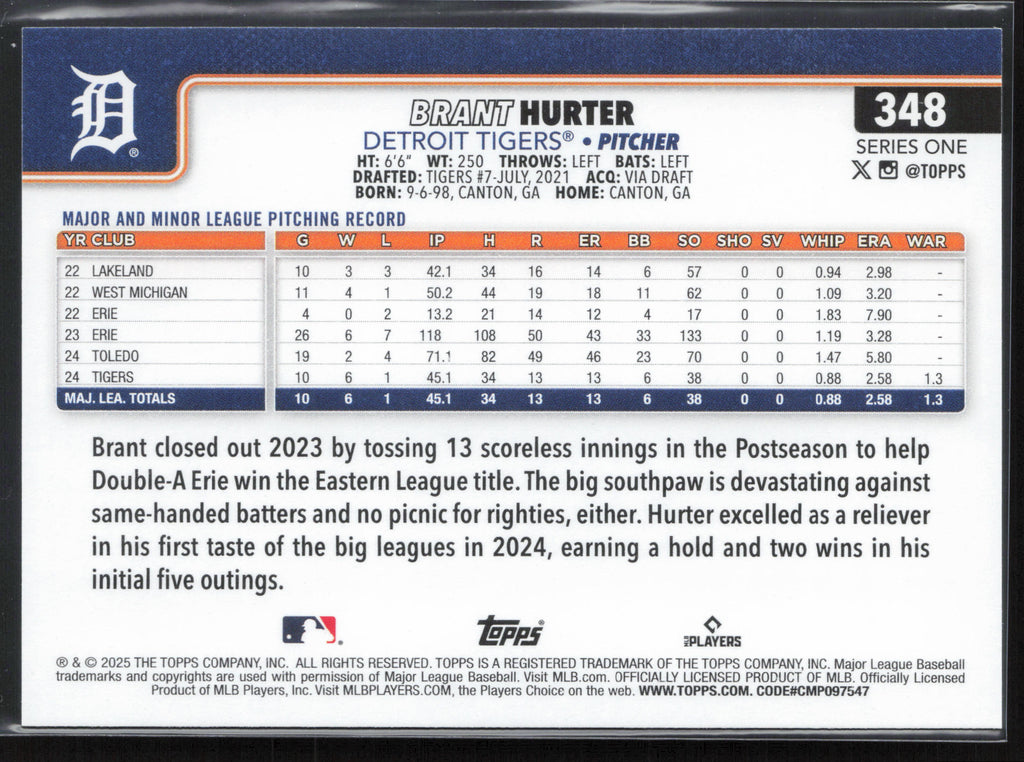 D®
BRANT HURTER
348
DETROIT TIGERS® • PITCHER
SERIES ONE
HT: 6'6" WT: 250 THROWS: LEFT BATS: LEFT
X @TOPPS
DRAFTED: TIGERS #7-JULY, 2021 ACQ: VIA DRAFT
BORN: 9-6-98, CANTON, GA HOME: CANTON, GA
MAJOR AND MINOR LEAGUE PITCHING RECORD
YR CLUB G W L IP H R ER BB SO SHO SV WHIP ERA WAR
22 LAKELAND 10 3 3 42.1 34 16 14 6 57 0 0 0.94 2.98 -
22 WEST MICHIGAN 11 4 1 50.2 44 19 18 11 62 0 0 1.09 3.20 -
22 ERIE 4 0 2 13.2 21 14 12 4 17 0 0 1.83 7.90 -
23 ERIE 26 6 7 118 108 50 43 33 133 0 0 1.19 3.28 -
24 TOLEDO 19 2 4 71.1 82 49 46 23 70 0 0 1.47 5.80 -
24 TIGERS 10 6 1 45.1 34 13 13 6 38 0 0 0.88 2.58 1.3
MAJ. LEA. TOTALS 10 6 1 45.1 34 13 13 6 38 0 0 0.88 2.58 1.3
Brant closed out 2023 by tossing 13 scoreless innings in the Postseason to help
Double-A Erie win the Eastern League title. The big southpaw is devastating against
same-handed batters and no picnic for righties, either. Hurter excelled as a reliever
in his first taste of the big leagues in 2024, earning a hold and two wins in his
initial five outings.
topps® MLB PLAYERS
® & © 2025 THE TOPPS COMPANY, INC. ALL RIGHTS RESERVED. TOPPS IS A REGISTERED TRADEMARK OF THE TOPPS COMPANY, INC. Major League Baseball
trademarks and copyrights are used with permission of Major League Baseball. Visit MLB.com. OFFICIALLY LICENSED PRODUCT OF MLB. Officially Licensed
Product of MLB Players, Inc. Visit MLBPLAYERS.COM, the Players Choice on the web. WWW.TOPPS.COM. CODE#CMP097547